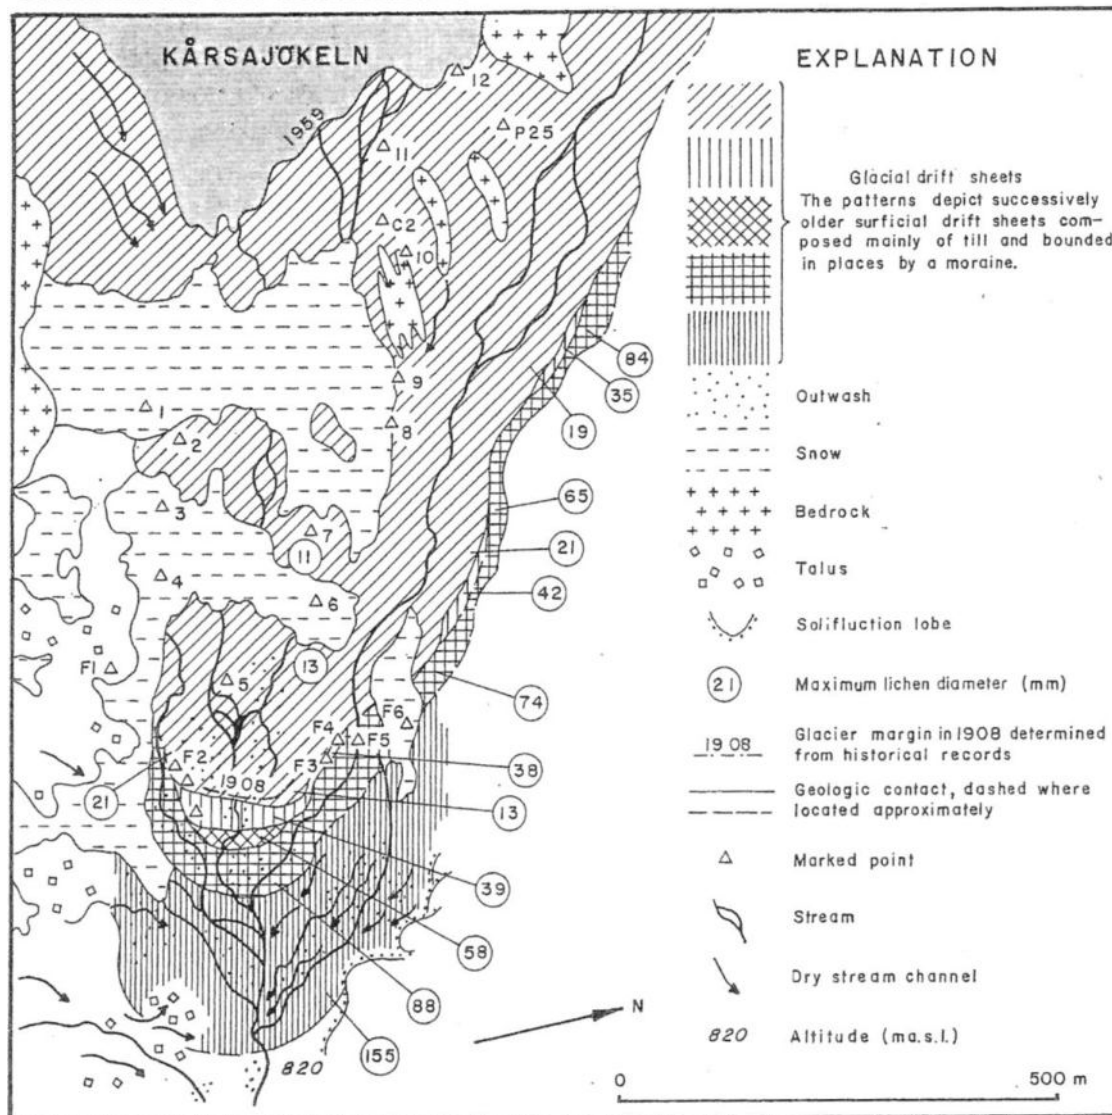 KÅRSAJÖKELN
12
1959
P25
11
C2
10
9
8
1
2
3
7
11
4
6
13
F1
5
F6
F4
F5
F2
F3
1908
21
84
35
19
65
21
42
74
38
13
39
58
88
155
820
N
0
500 m
EXPLANATION
Glacial drift sheets
The patterns depict successively
older surficial drift sheets com-
posed mainly of till and bounded
in places by a moraine.
Outwash
Snow
Bedrock
Talus
Solifluction lobe
21
Maximum lichen diameter (mm)
1908
Glacier margin in 1908 determined
from historical records
Geologic contact, dashed where
located approximately
Marked point
Stream
Dry stream channel
820
Altitude (ma.s.l.)